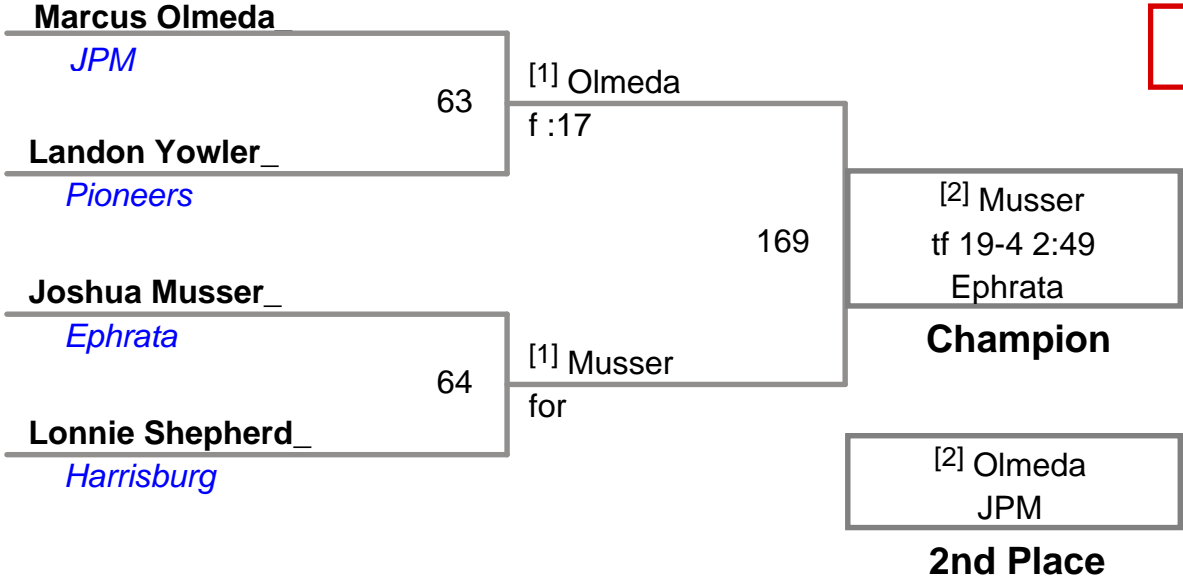 Marcus Olmeda_
JPM
63
Landon Yowler_
Pioneers
[1] Olmeda
f :17
Joshua Musser_
Ephrata
64
Lonnie Shepherd_
Harrisburg
[1] Musser
for
169
[2] Musser
tf 19-4 2:49
Ephrata
Champion
[2] Olmeda
JPM
2nd Place